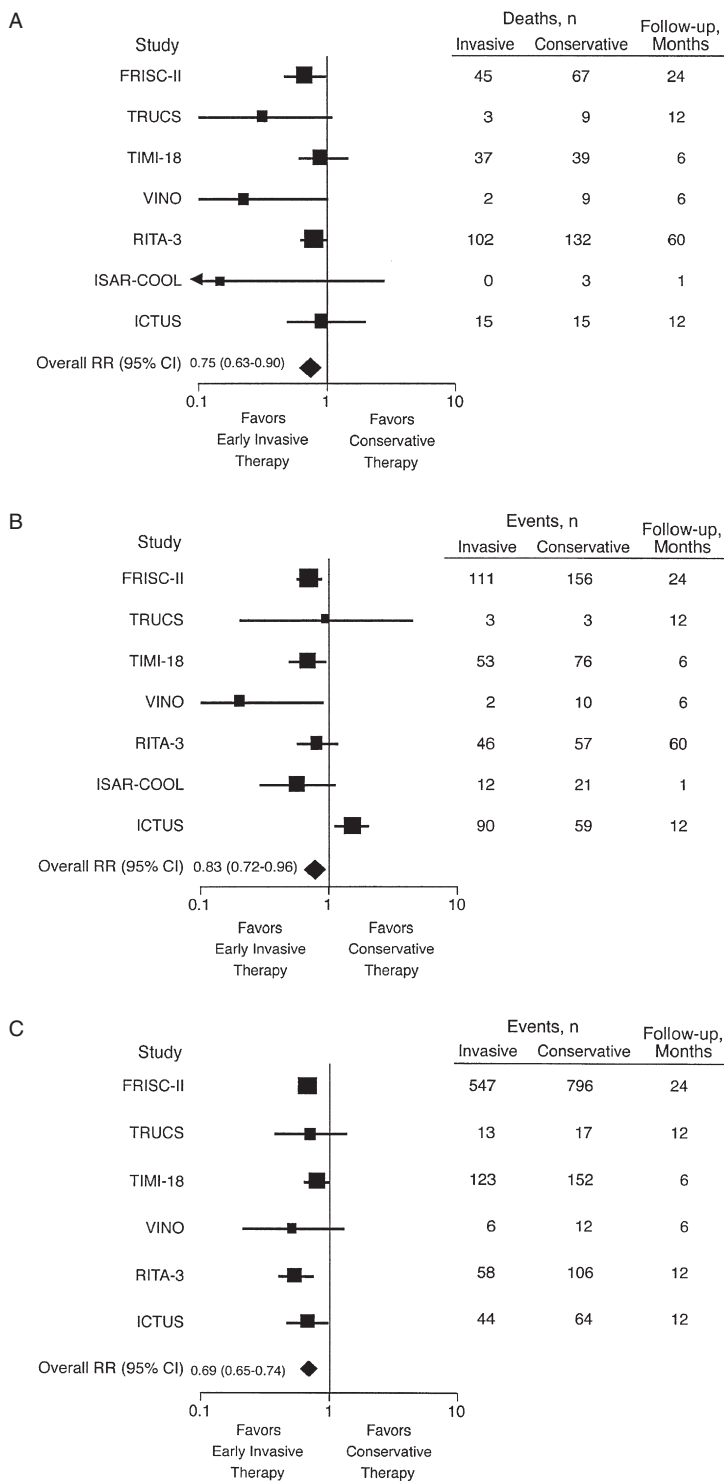 A
Deaths, n
Follow-up,
Study
Invasive Conservative Months
FRISC-II 45 67 24
TRUCS 3 9 12
TIMI-18 37 39 6
VINO 2 9 6
RITA-3 102 132 60
ISAR-COOL 0 3 1
ICTUS 15 15 12
Overall RR (95% CI) 0.75 (0.63-0.90)
0.1 1 10
Favors Favors
Early Invasive Conservative
Therapy Therapy
B
Events, n
Follow-up,
Study
Invasive Conservative Months
FRISC-II 111 156 24
TRUCS 3 3 12
TIMI-18 53 76 6
VINO 2 10 6
RITA-3 46 57 60
ISAR-COOL 12 21 1
ICTUS 90 59 12
Overall RR (95% CI) 0.83 (0.72-0.96)
0.1 1 10
Favors Favors
Early Invasive Conservative
Therapy Therapy
C
Events, n
Follow-up,
Study
Invasive Conservative Months
FRISC-II 547 796 24
TRUCS 13 17 12
TIMI-18 123 152 6
VINO 6 12 6
RITA-3 58 106 12
ICTUS 44 64 12
Overall RR (95% CI) 0.69 (0.65-0.74)
0.1 1 10
Favors Favors
Early Invasive Conservative
Therapy Therapy